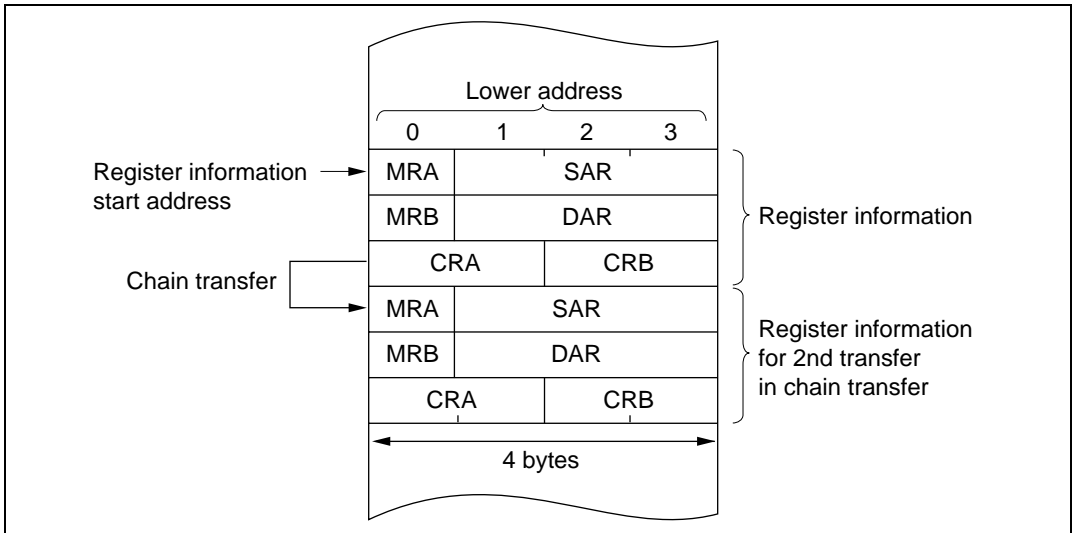 Lower address
0 1 2 3
Register information
start address
MRA SAR
MRB DAR
Register information
CRA CRB
Chain transfer
MRA SAR
MRB DAR
Register information
for 2nd transfer
in chain transfer
CRA CRB
4 bytes